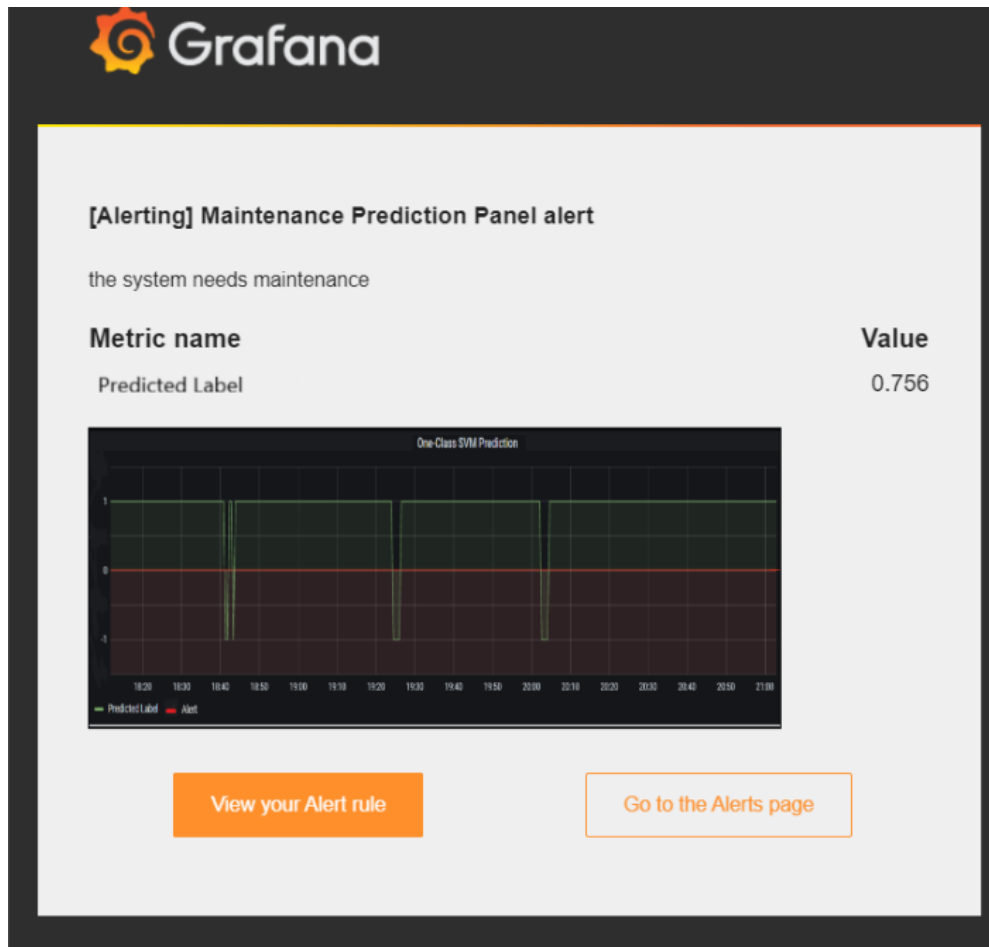 Grafana
[Alerting] Maintenance Prediction Panel alert
the system needs maintenance
Metric name Value
Predicted Label 0.756
One-Class SVM Prediction
1
0
-1
18:20 18:30 18:40 18:50 19:00 19:10 19:20 19:30 19:40 19:50 20:00 20:10 20:20 20:30 20:40 20:50 21:00
Predicted Label Alert
View your Alert rule Go to the Alerts page